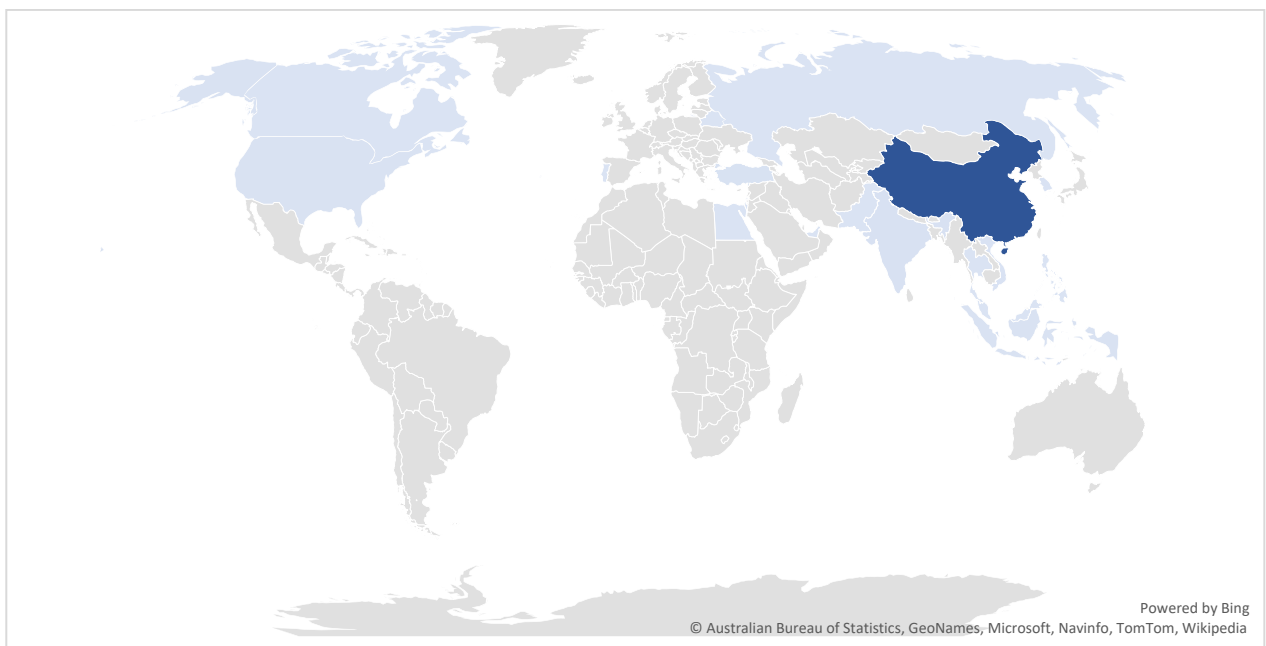 Powered by Bing
© Australian Bureau of Statistics, GeoNames, Microsoft, Navinfo, TomTom, Wikipedia